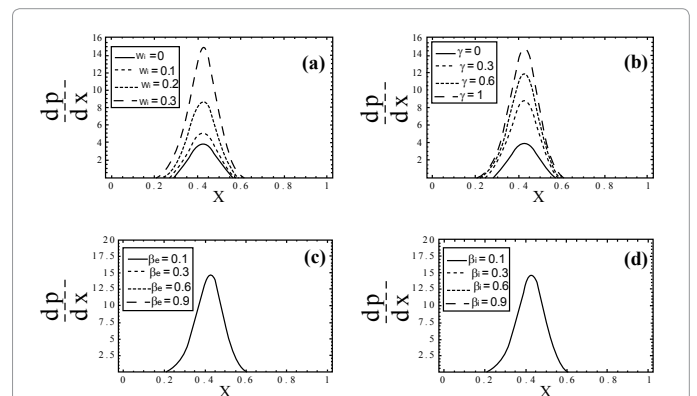 16
14
12
10
8
6
4
2
wi = 0
wi = 0.1
wi = 0.2
wi = 0.3
(a)
dp
dx
0 0.2 0.4 0.6 0.8 1
X
16
14
12
10
8
6
4
2
γ = 0
γ = 0.3
γ = 0.6
γ = 1
(b)
dp
dx
0 0.2 0.4 0.6 0.8 1
X
20
17.5
15
12.5
10
7.5
5
2.5
βe = 0.1
βe = 0.3
βe = 0.6
βe = 0.9
(c)
dp
dx
0 0.2 0.4 0.6 0.8 1
X
20
17.5
15
12.5
10
7.5
5
2.5
βi = 0.1
βi = 0.3
βi = 0.6
βi = 0.9
(d)
dp
dx
0 0.2 0.4 0.6 0.8 1
X